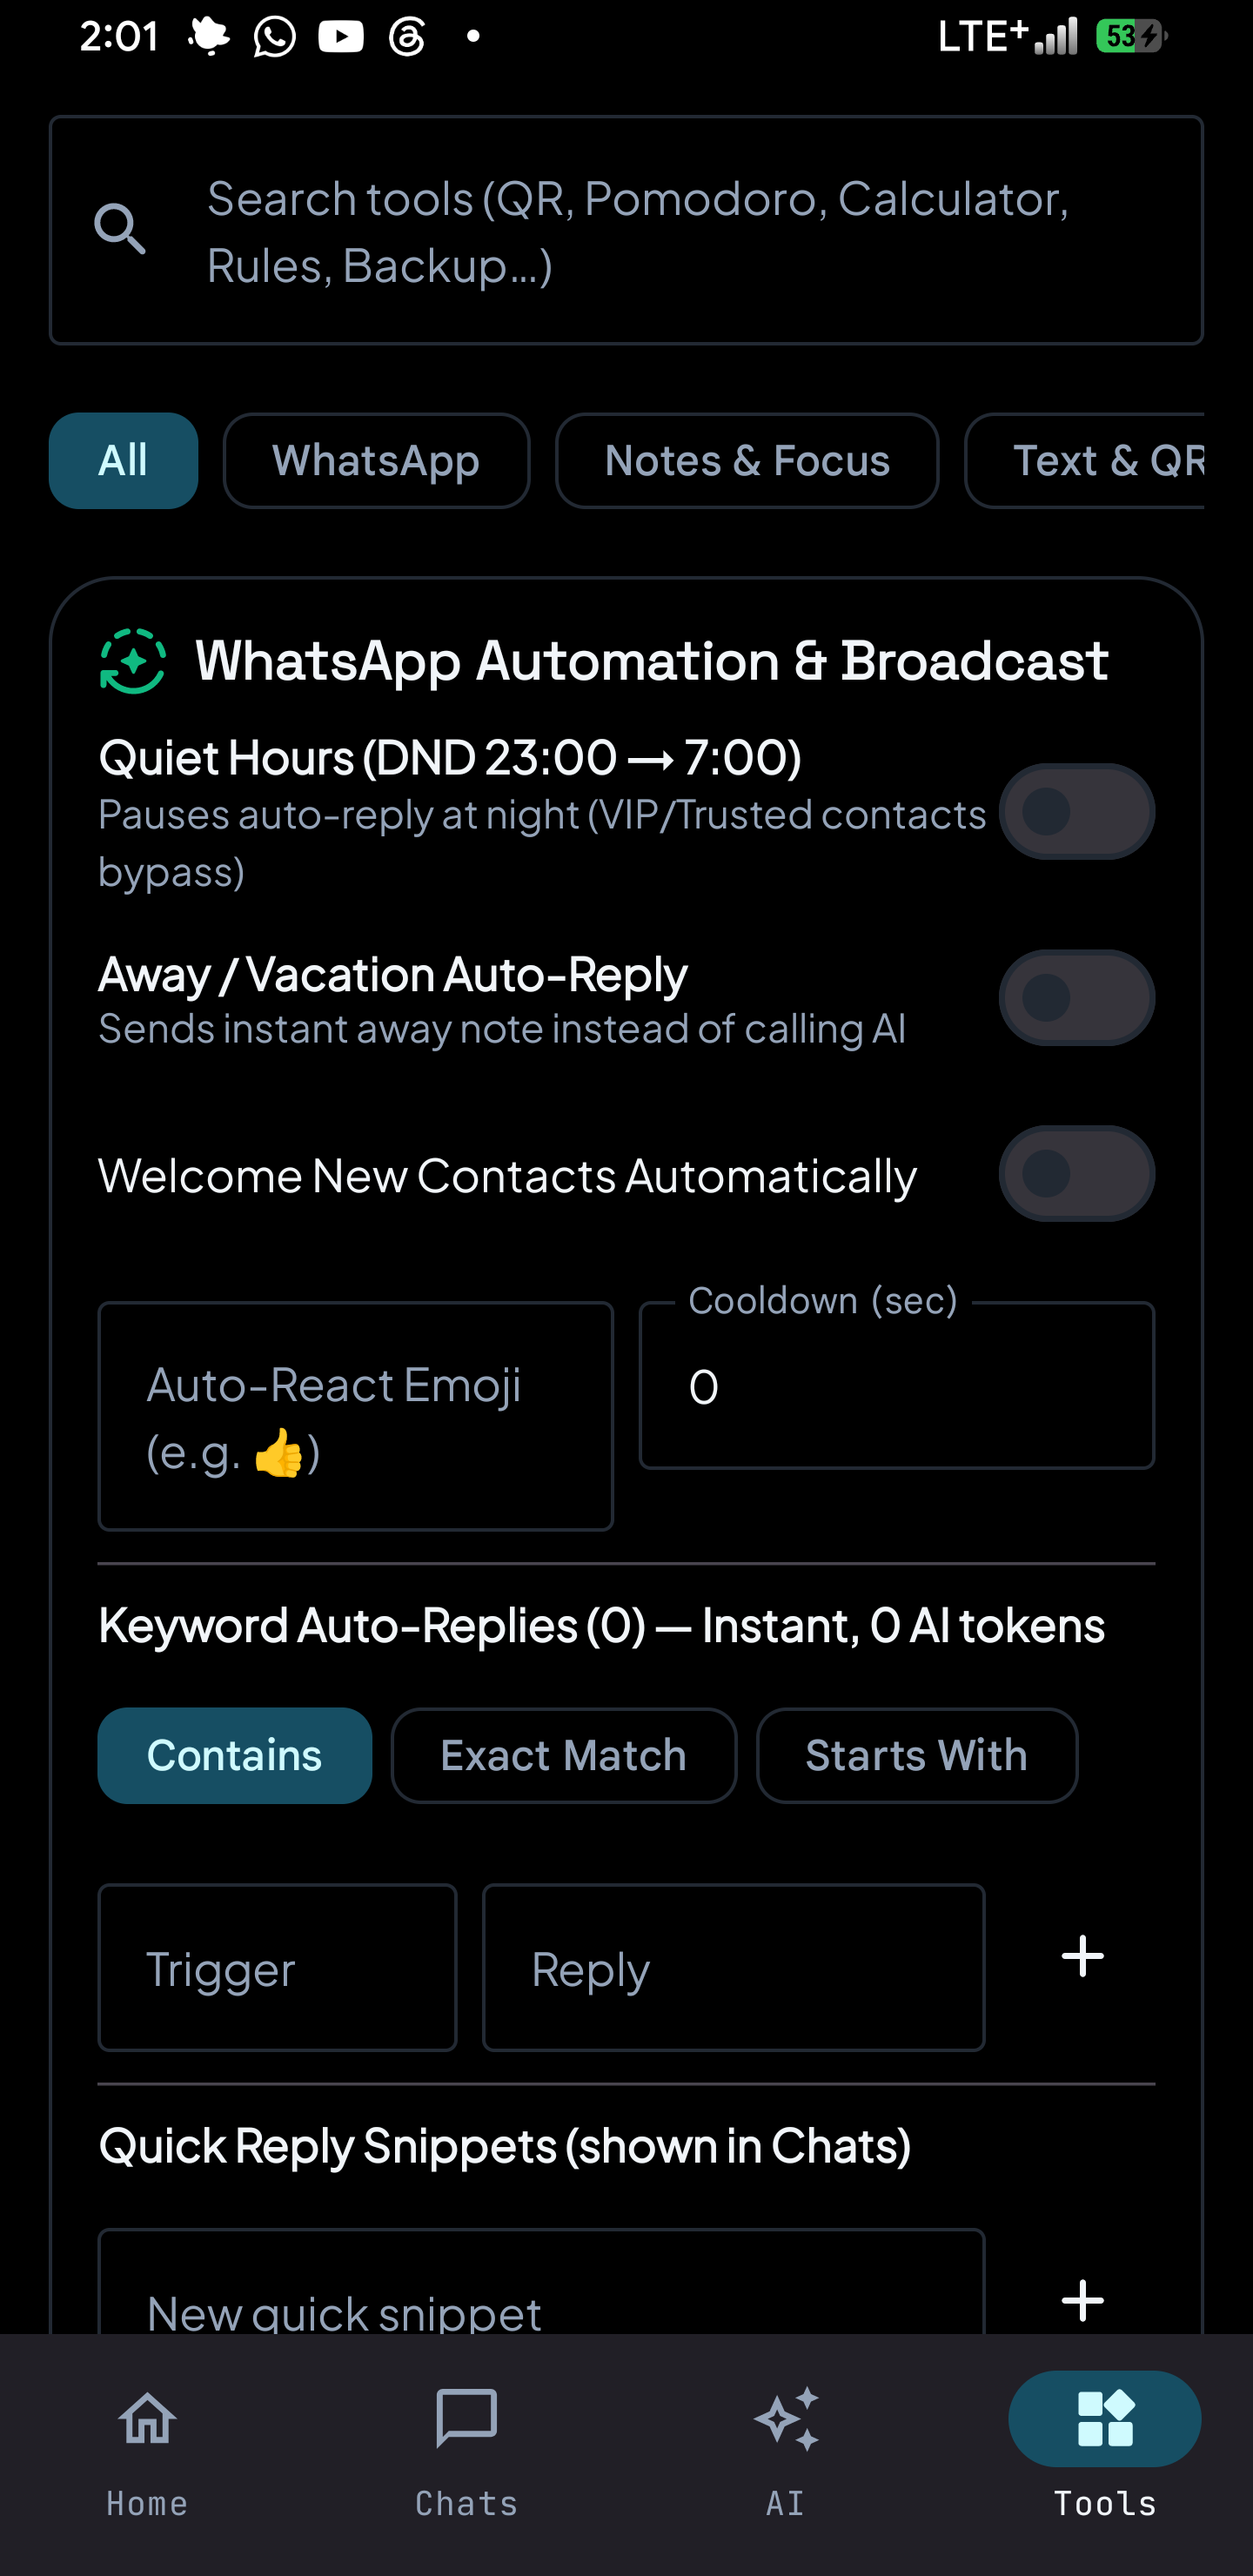 2:01
LTE+
53
Search tools (QR, Pomodoro, Calculator,
Rules, Backup...)
All
WhatsApp
Notes & Focus
Text & QR
WhatsApp Automation & Broadcast
Quiet Hours (DND 23:00 → 7:00)
Pauses auto-reply at night (VIP/Trusted contacts
bypass)
Away / Vacation Auto-Reply
Sends instant away note instead of calling AI
Welcome New Contacts Automatically
Auto-React Emoji
(e.g. 👍)
Cooldown (sec)
0
Keyword Auto-Replies (0) — Instant, 0 AI tokens
Contains
Exact Match
Starts With
Trigger
Reply
+
Quick Reply Snippets (shown in Chats)
New quick snippet
+
Home
Chats
AI
Tools